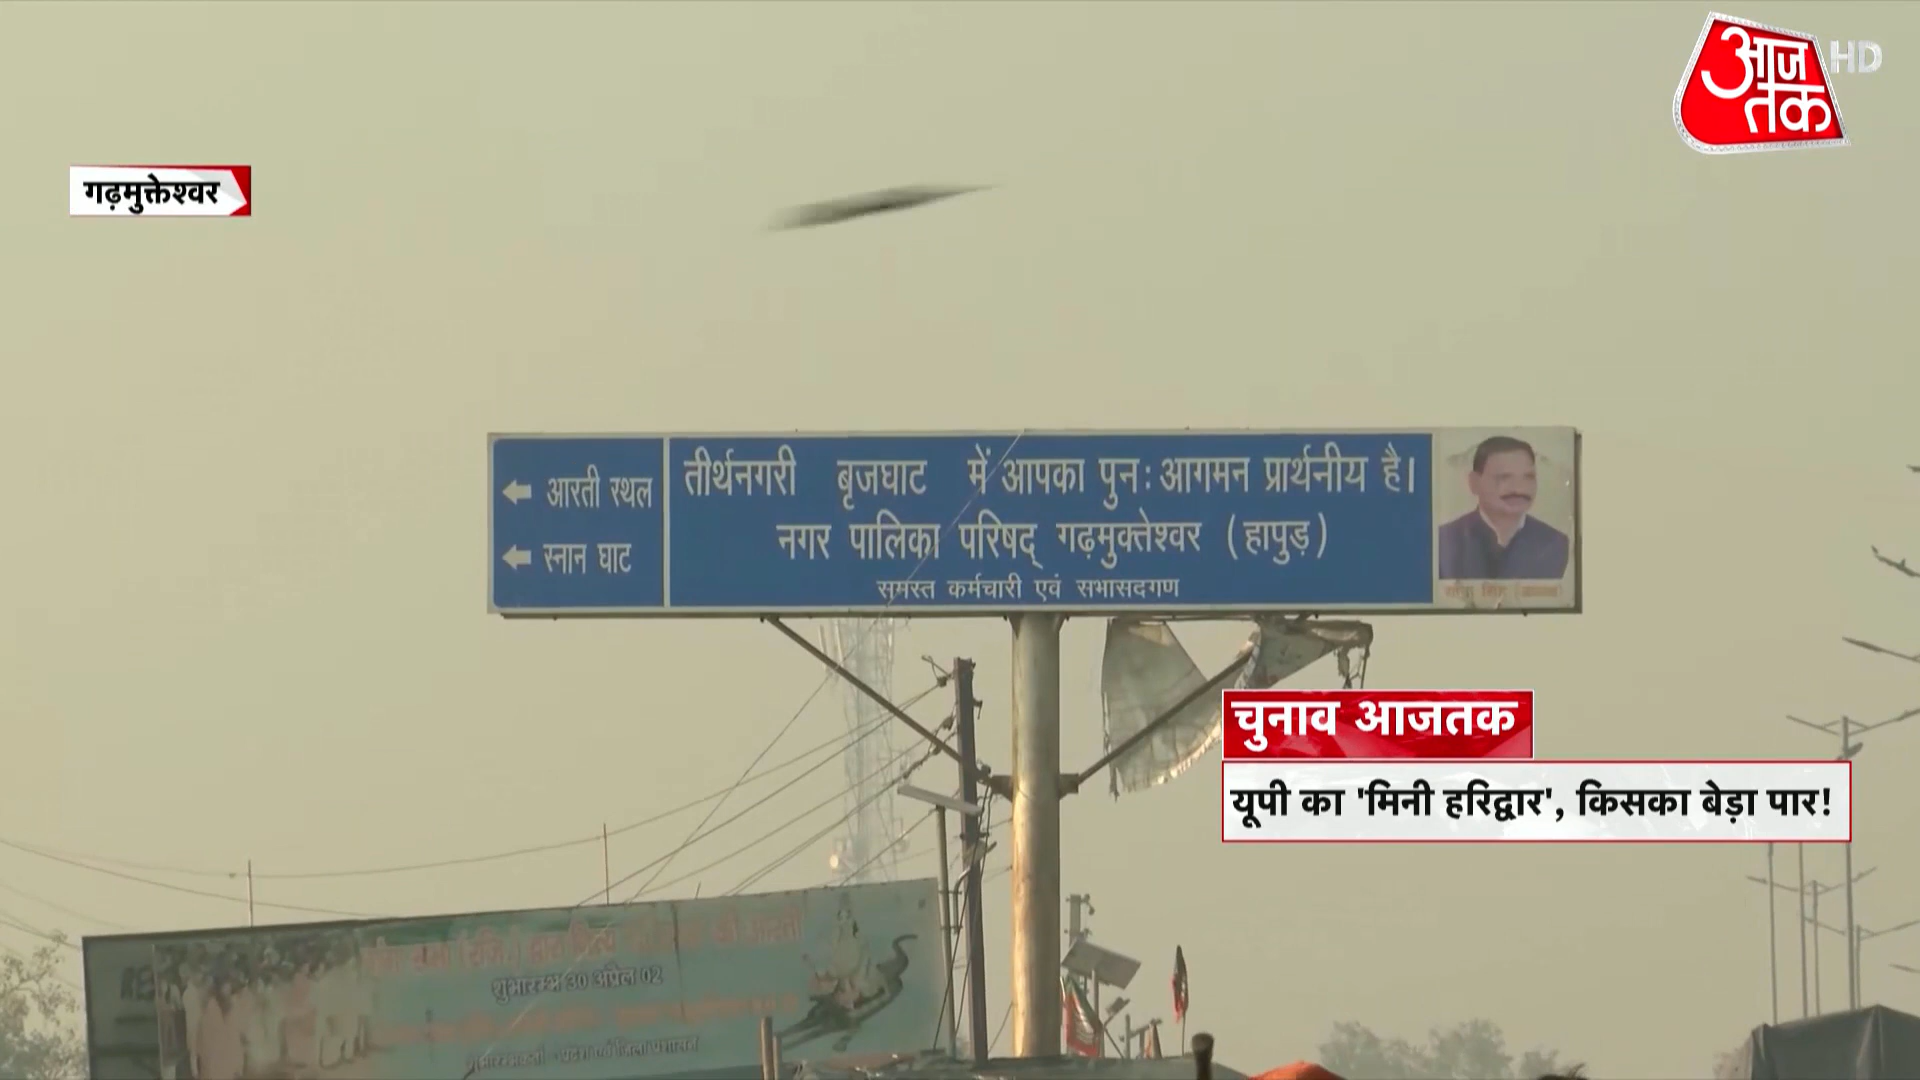 आज
तक
HD
गढ़मुक्तेश्वर
आरती स्थल
स्नान घाट
तीर्थनगरी बृजघाट में आपका पुनः आगमन प्रार्थनीय है।
नगर पालिका परिषद् गढ़मुक्तेश्वर (हापुड़)
समस्त कर्मचारी एवं सभासदगण
चुनाव आजतक
यूपी का 'मिनी हरिद्वार', किसका बेड़ा पार!
की आरती
शुभारम्भ 30 अप्रैल 02